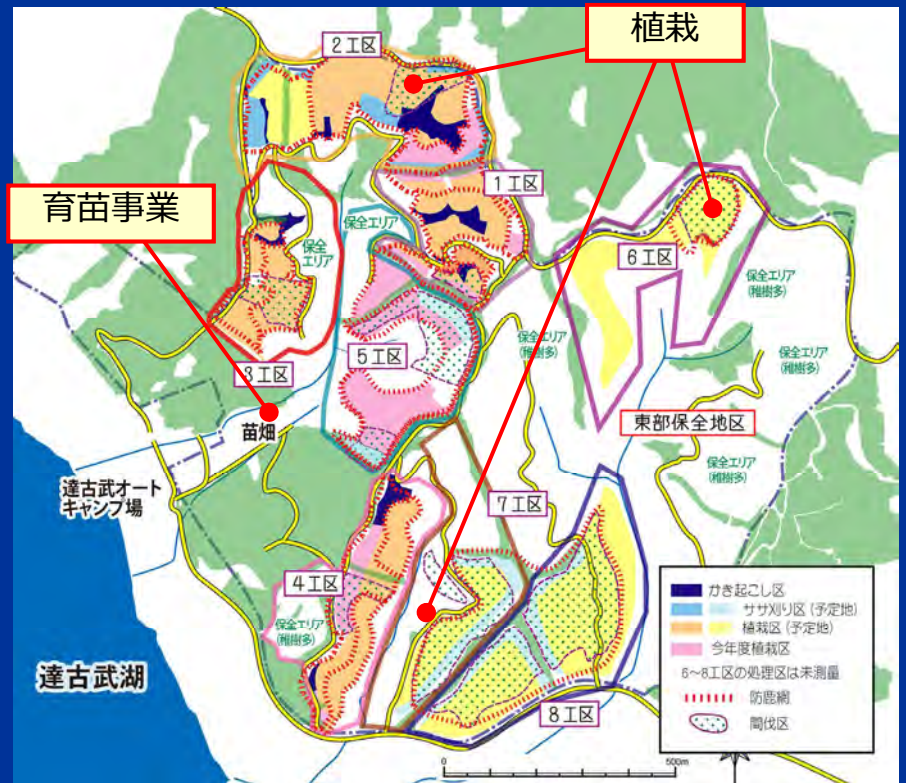 植栽
2工区
育苗事業
1工区
保全エリア
保全
エリア
6工区
保全エリア
(稚樹多)
5工区
保全エリア
(稚樹多)
保全エリア
(稚樹多)
3工区
苗畑
東部保全地区
保全エリア
(稚樹多)
達古武オート
キャンプ場
7工区
4工区
保全エリア
(稚樹多)
達古武湖
8工区
かき起こし区
ササ刈り区(予定地)
植栽区(予定地)
今年度植栽区
6~8工区の処理区は未測量
防鹿網
間伐区
0 500m